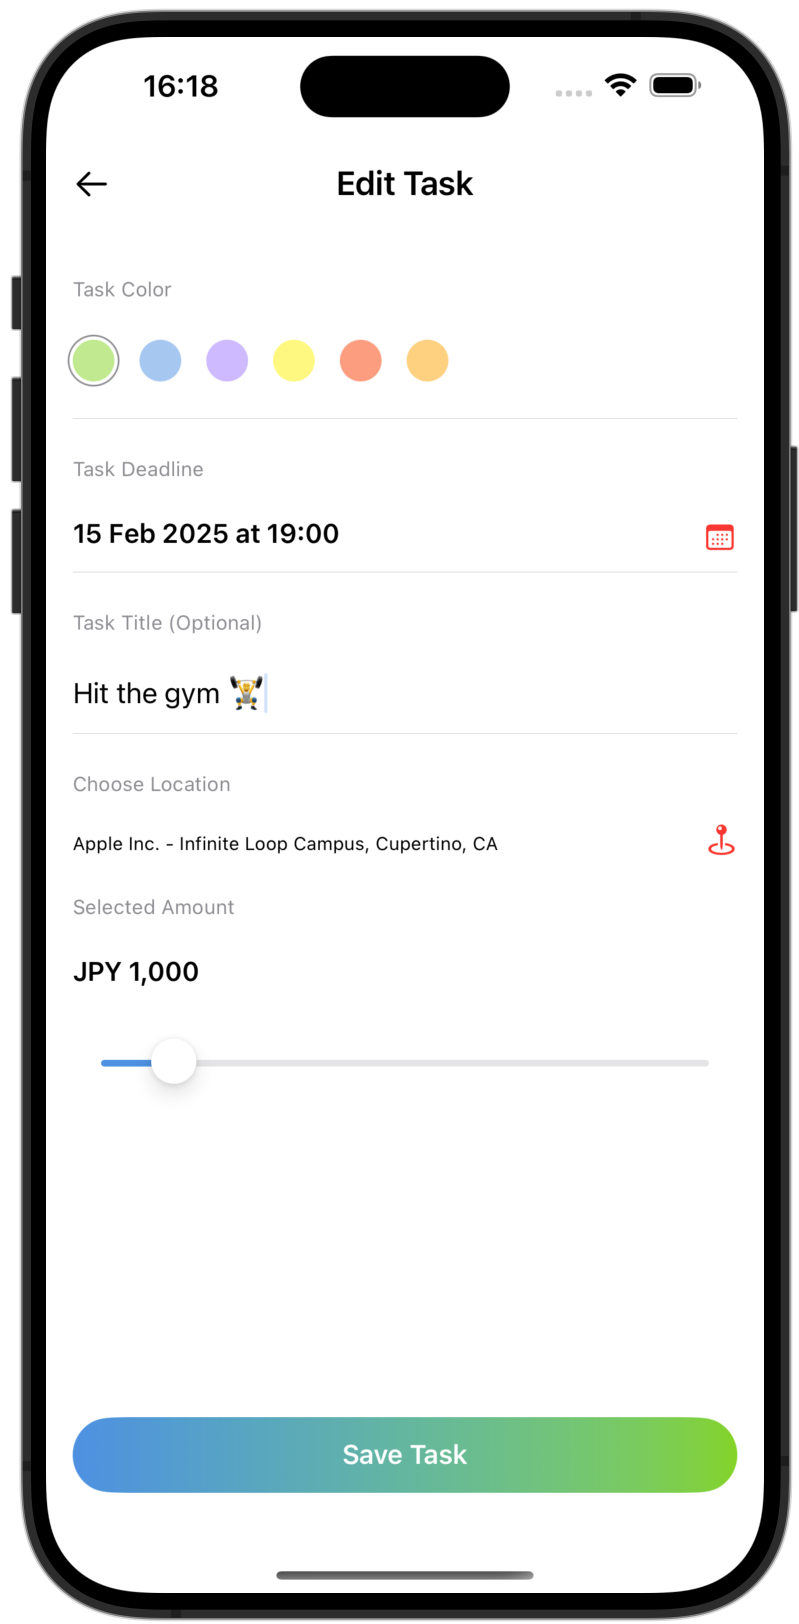 16:18
Edit Task
Task Color
Task Deadline
15 Feb 2025 at 19:00
Task Title (Optional)
Hit the gym 🏋️
Choose Location
Apple Inc. - Infinite Loop Campus, Cupertino, CA
Selected Amount
JPY 1,000
Save Task